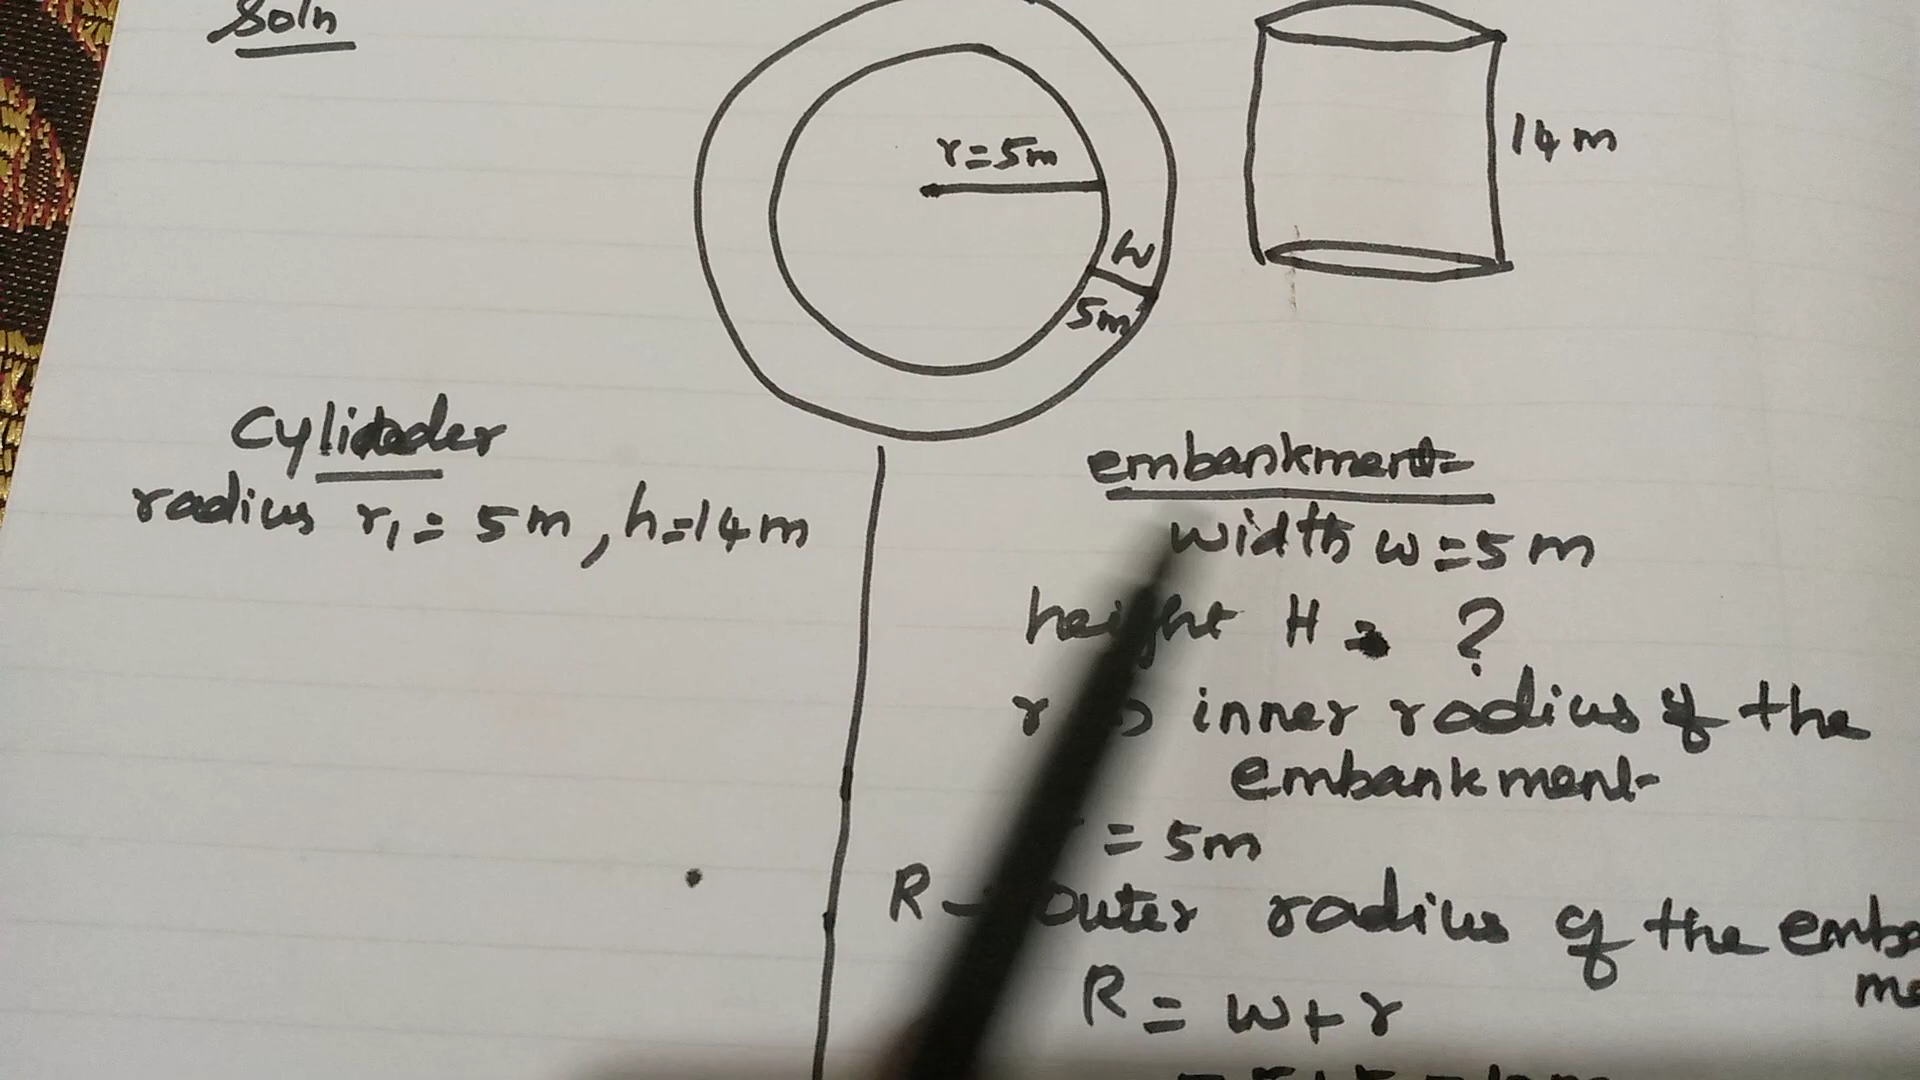 Soln
r=5m
14m
w
5m
Cylinder
radius r₁ = 5m, h=14m
embankment
width w=5m
height H = ?
r inner radius of the
embankment
= 5m
R - outer radius of the
R = w+r